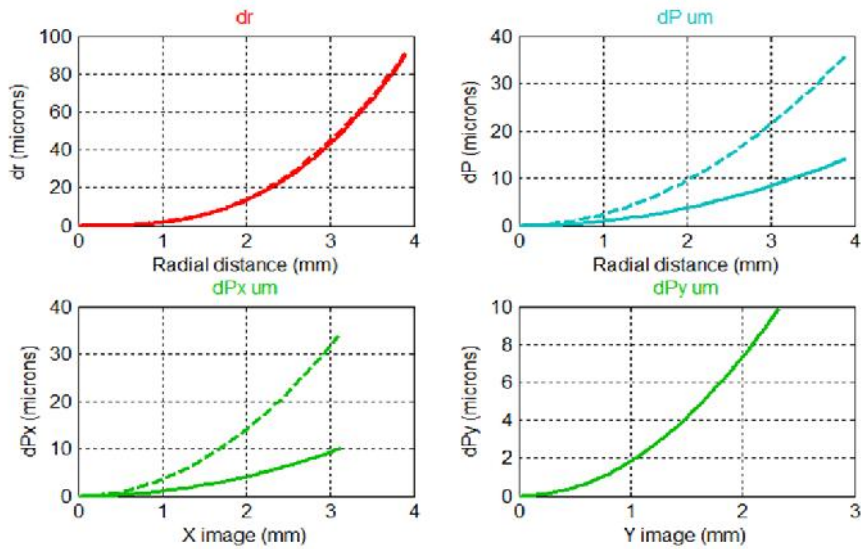 dr
100
80
60
40
20
0
dr (microns)
0 1 2 3 4
Radial distance (mm)
dP um
40
30
20
10
0
dP (microns)
0 1 2 3 4
Radial distance (mm)
dPx um
40
30
20
10
0
dPx (microns)
0 1 2 3 4
X image (mm)
dPy um
10
8
6
4
2
0
dPy (microns)
0 1 2 3
Y image (mm)